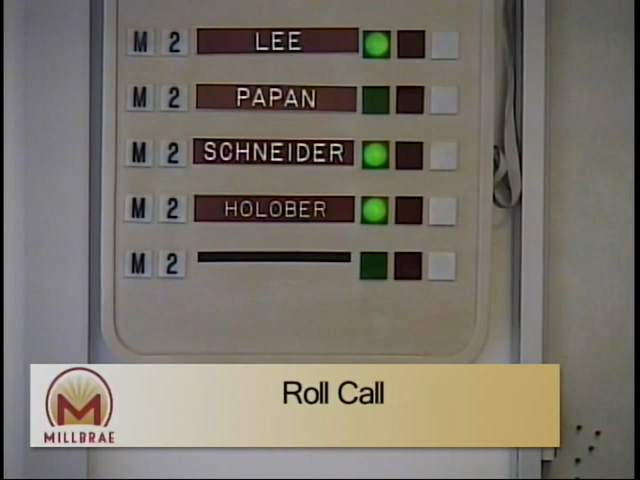 M 2 LEE
M 2 PAPAN
M 2 SCHNEIDER
M 2 HOLOBER
M 2
Roll Call
M
MILLBRAE